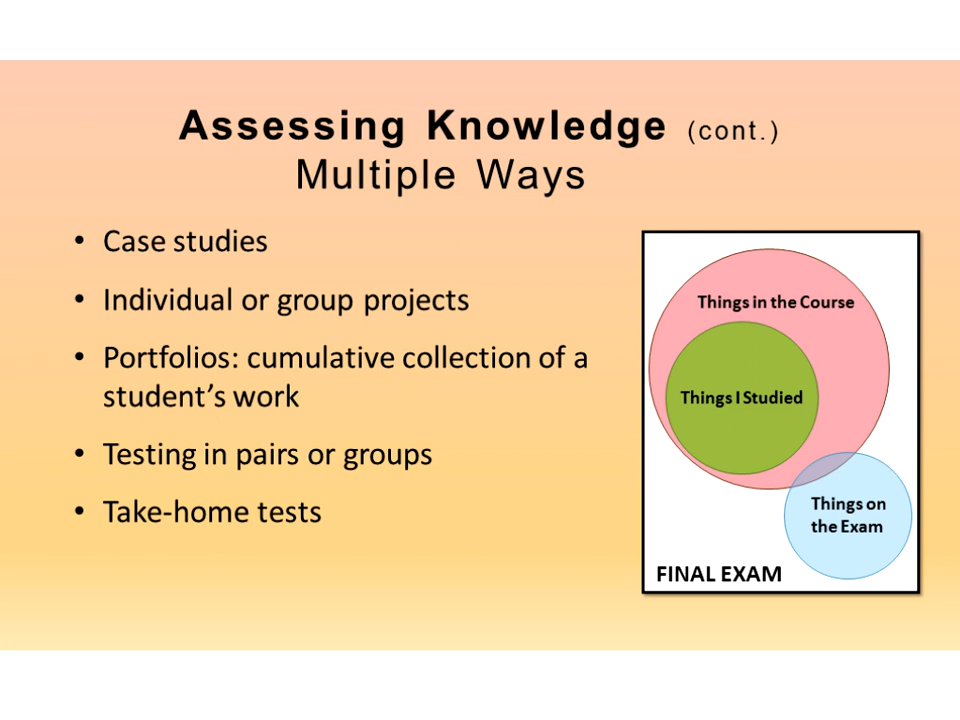 Assessing Knowledge (cont.)
Multiple Ways
• Case studies
• Individual or group projects
• Portfolios: cumulative collection of a
student’s work
• Testing in pairs or groups
• Take-home tests
Things in the Course
Things I Studied
Things on
the Exam
FINAL EXAM